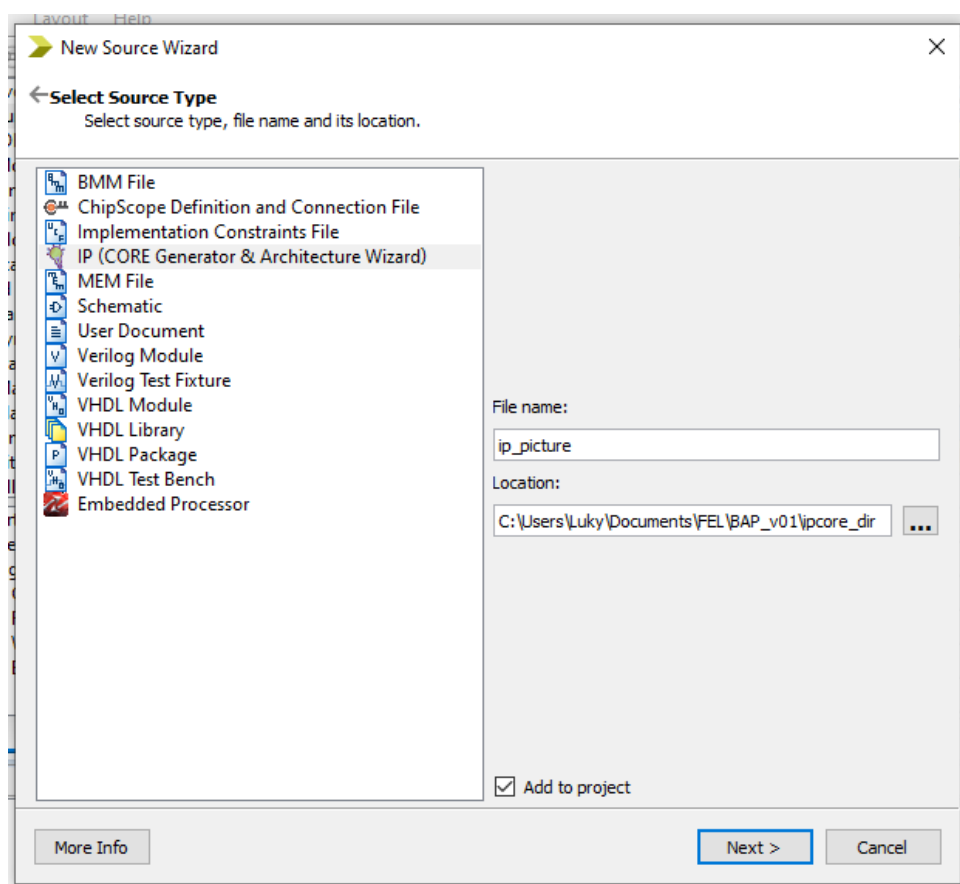 Layout Help
New Source Wizard
Select Source Type
Select source type, file name and its location.
BMM File
ChipScope Definition and Connection File
Implementation Constraints File
IP (CORE Generator & Architecture Wizard)
MEM File
Schematic
User Document
Verilog Module
Verilog Test Fixture
VHDL Module
VHDL Library
VHDL Package
VHDL Test Bench
Embedded Processor
File name:
ip_picture
Location:
C:\Users\Luky\Documents\FEL\BAP_v01\ipcore_dir
...
Add to project
More Info
Next >
Cancel